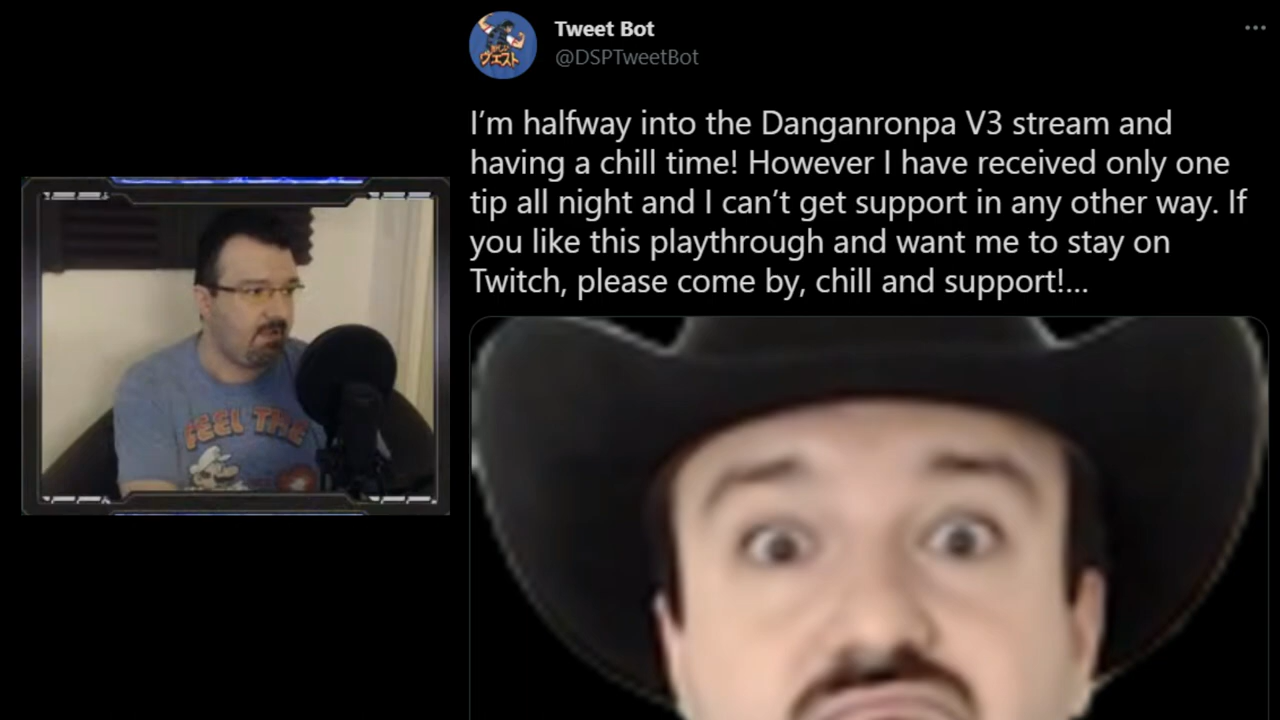 Tweet Bot
@DSPTweetBot
I’m halfway into the Danganronpa V3 stream and
having a chill time! However I have received only one
tip all night and I can’t get support in any other way. If
you like this playthrough and want me to stay on
Twitch, please come by, chill and support!...
FEEL THE